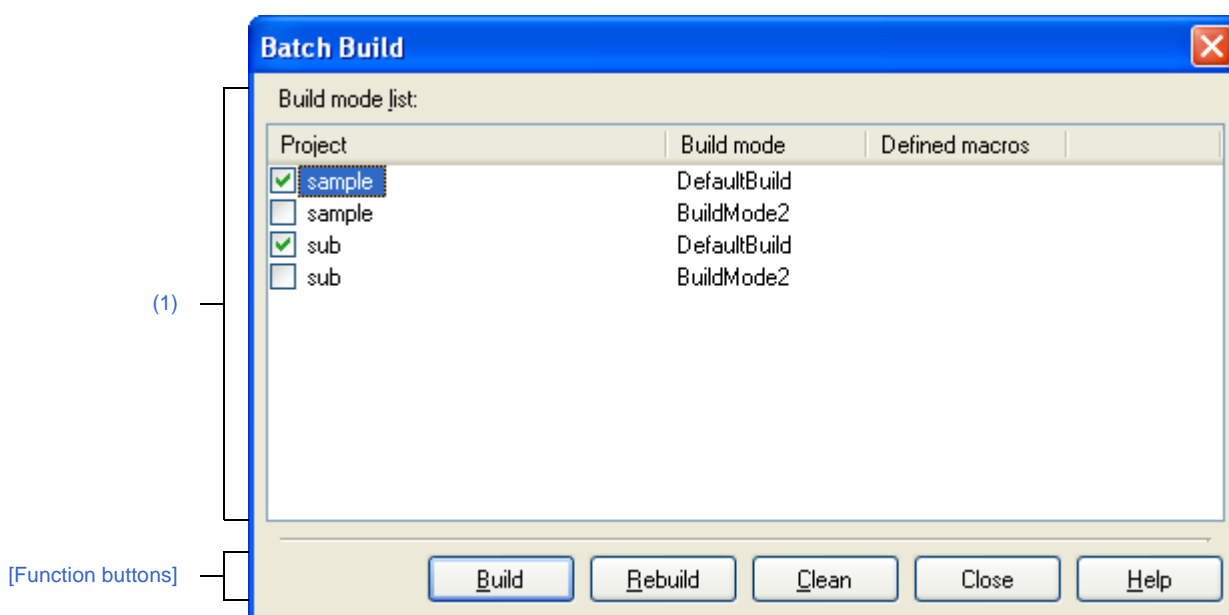 Batch Build
Build mode list:
Project Build mode Defined macros
sample DefaultBuild
sample BuildMode2
sub DefaultBuild
sub BuildMode2
(1)
[Function buttons]
Build Rebuild Clean Close Help